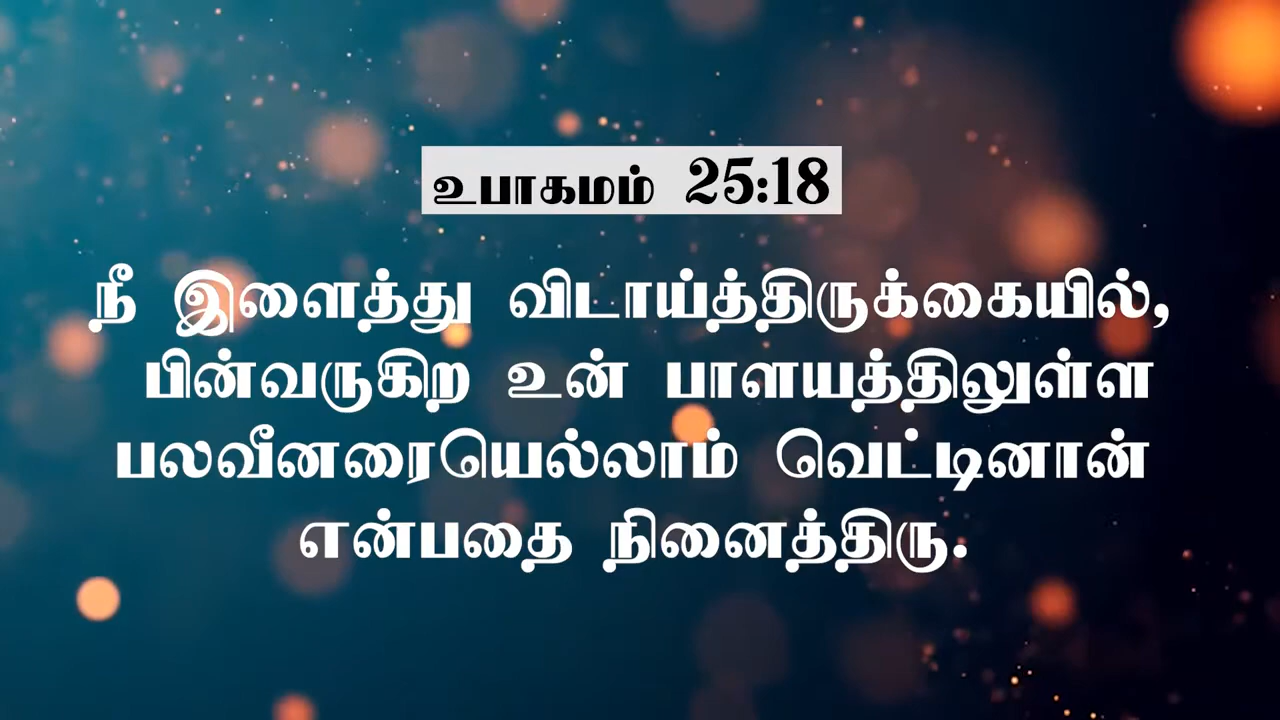 உபாகமம் 25:18
நீ இளைத்து விடாய்த்திருக்கையில்,
பின்வருகிற உன் பாளயத்திலுள்ள
பலவீனரையெல்லாம் வெட்டினான்
என்பதை நினைத்திரு.